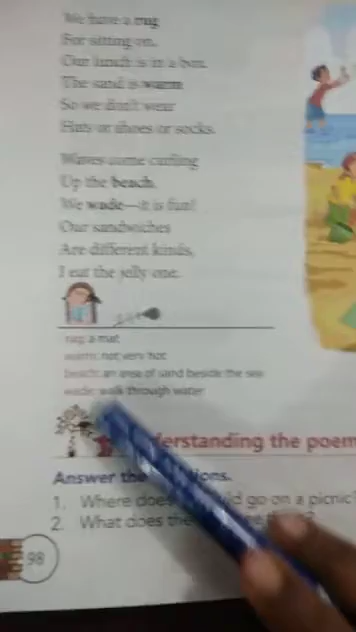 We have a rug
For sitting on,
Our lunch is in a box.
The sand is warm
So we don't wear
Hats or shoes or socks.
Waves come curling
Up the beach.
We wade—it is fun!
Our sandwiches
Are different kinds,
I eat the jelly one.
rug: a mat
warm: not very hot
beach: an area of sand beside the sea
wade: walk through water
derstanding the poem
Answer the ions.
1. Where does ld go on a picnic?
2. What does the
98